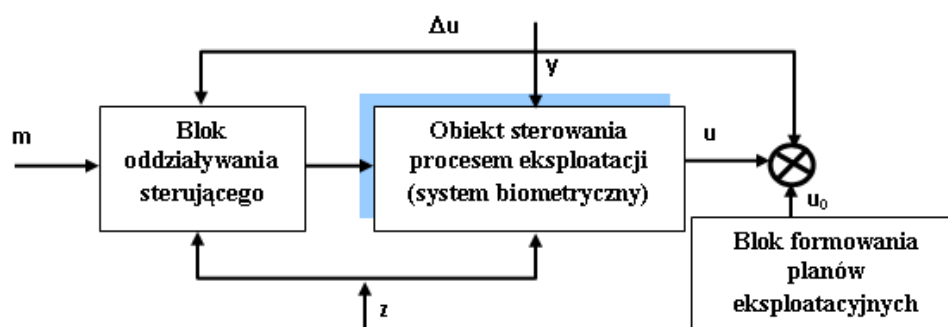 Δu
y
m
Blok
oddziaływania
sterującego
Obiekt sterowania
procesem eksploatacji
(system biometryczny)
u
u₀
Blok formowania
planów
eksploatacyjnych
z